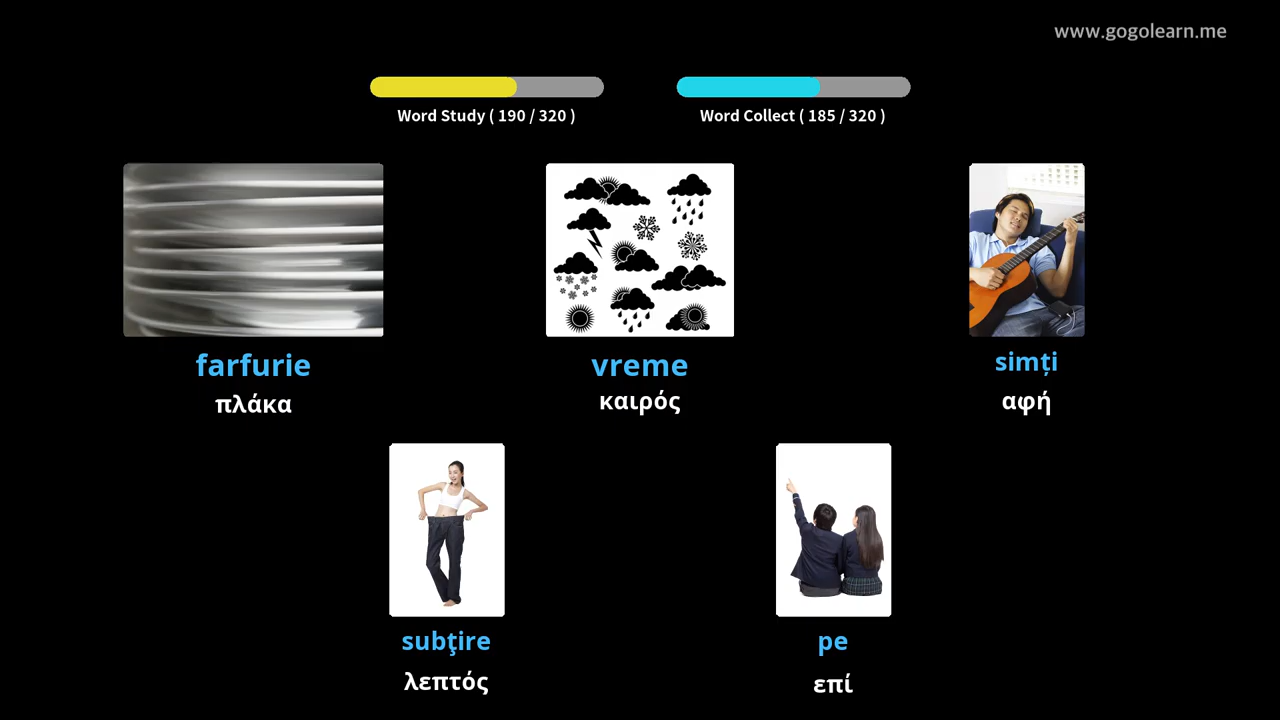 www.gogolearn.me
Word Study ( 190 / 320 )
Word Collect ( 185 / 320 )
farfurie
πλάκα
vreme
καιρός
simți
αφή
subţire
λεπτός
pe
επί